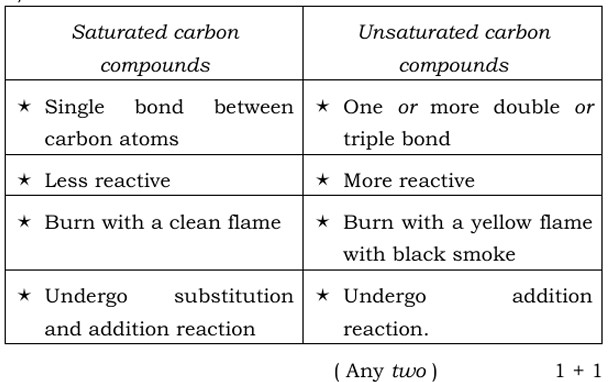 Saturated carbon compounds
Unsaturated carbon compounds
★ Single bond between carbon atoms
★ One or more double or triple bond
★ Less reactive
★ More reactive
★ Burn with a clean flame
★ Burn with a yellow flame with black smoke
★ Undergo substitution and addition reaction
★ Undergo addition reaction.
( Any two ) 1 + 1